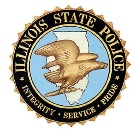 ILLINOIS STATE POLICE
INTEGRITY • SERVICE • PRIDE